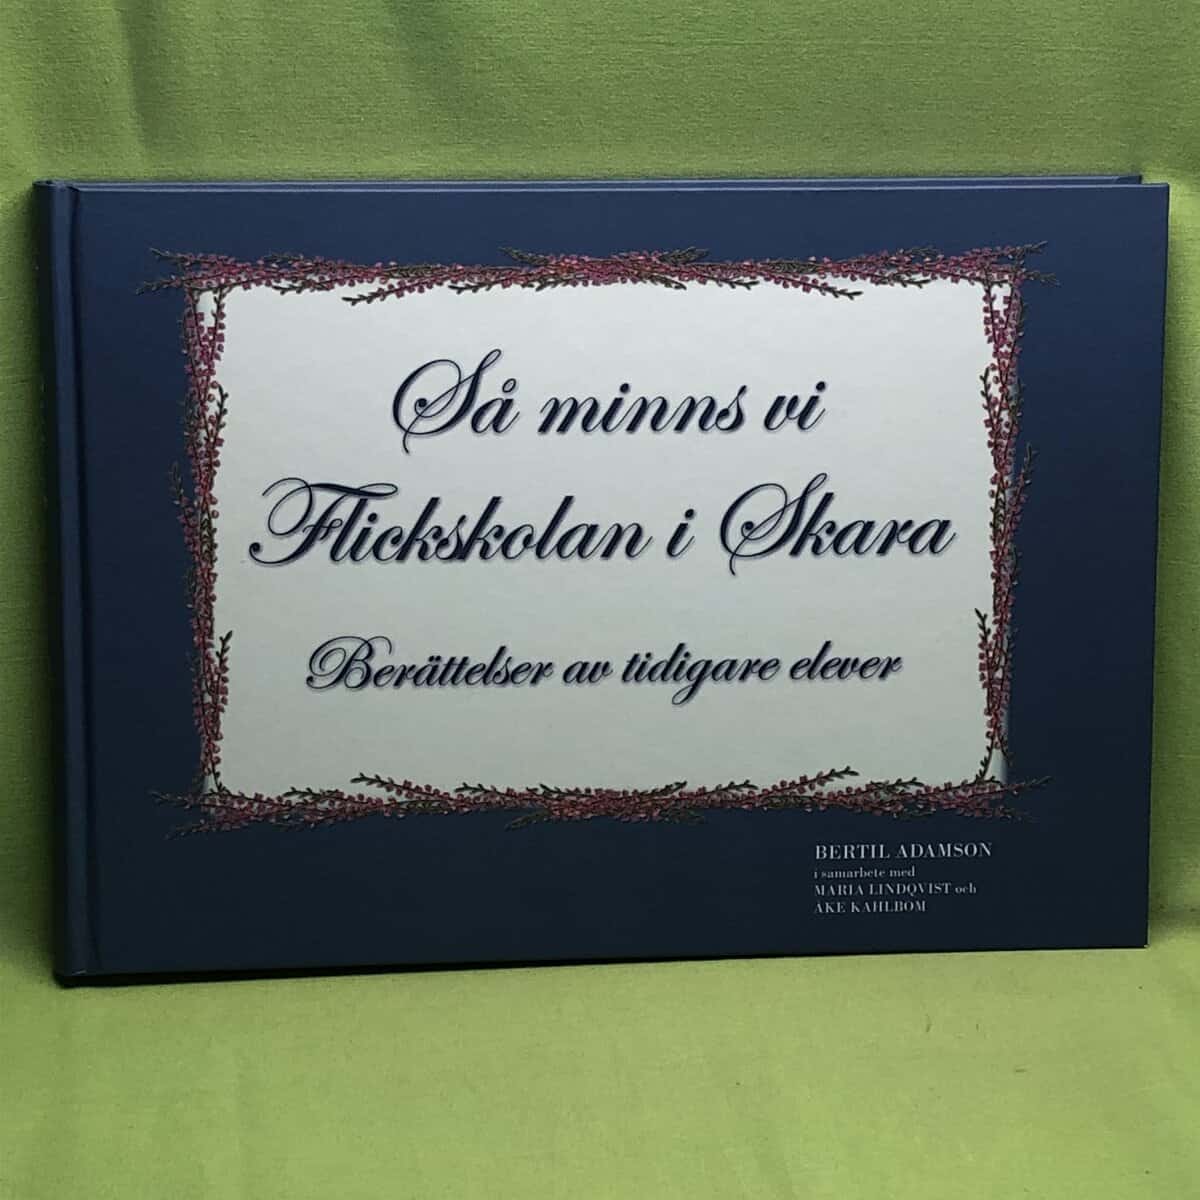 Så minns vi
Flickskolan i Skara
Berättelser av tidigare elever
BERTIL ADAMSON
i samarbete med
MARIA LINDQVIST och
ÅKE KAHLBOM